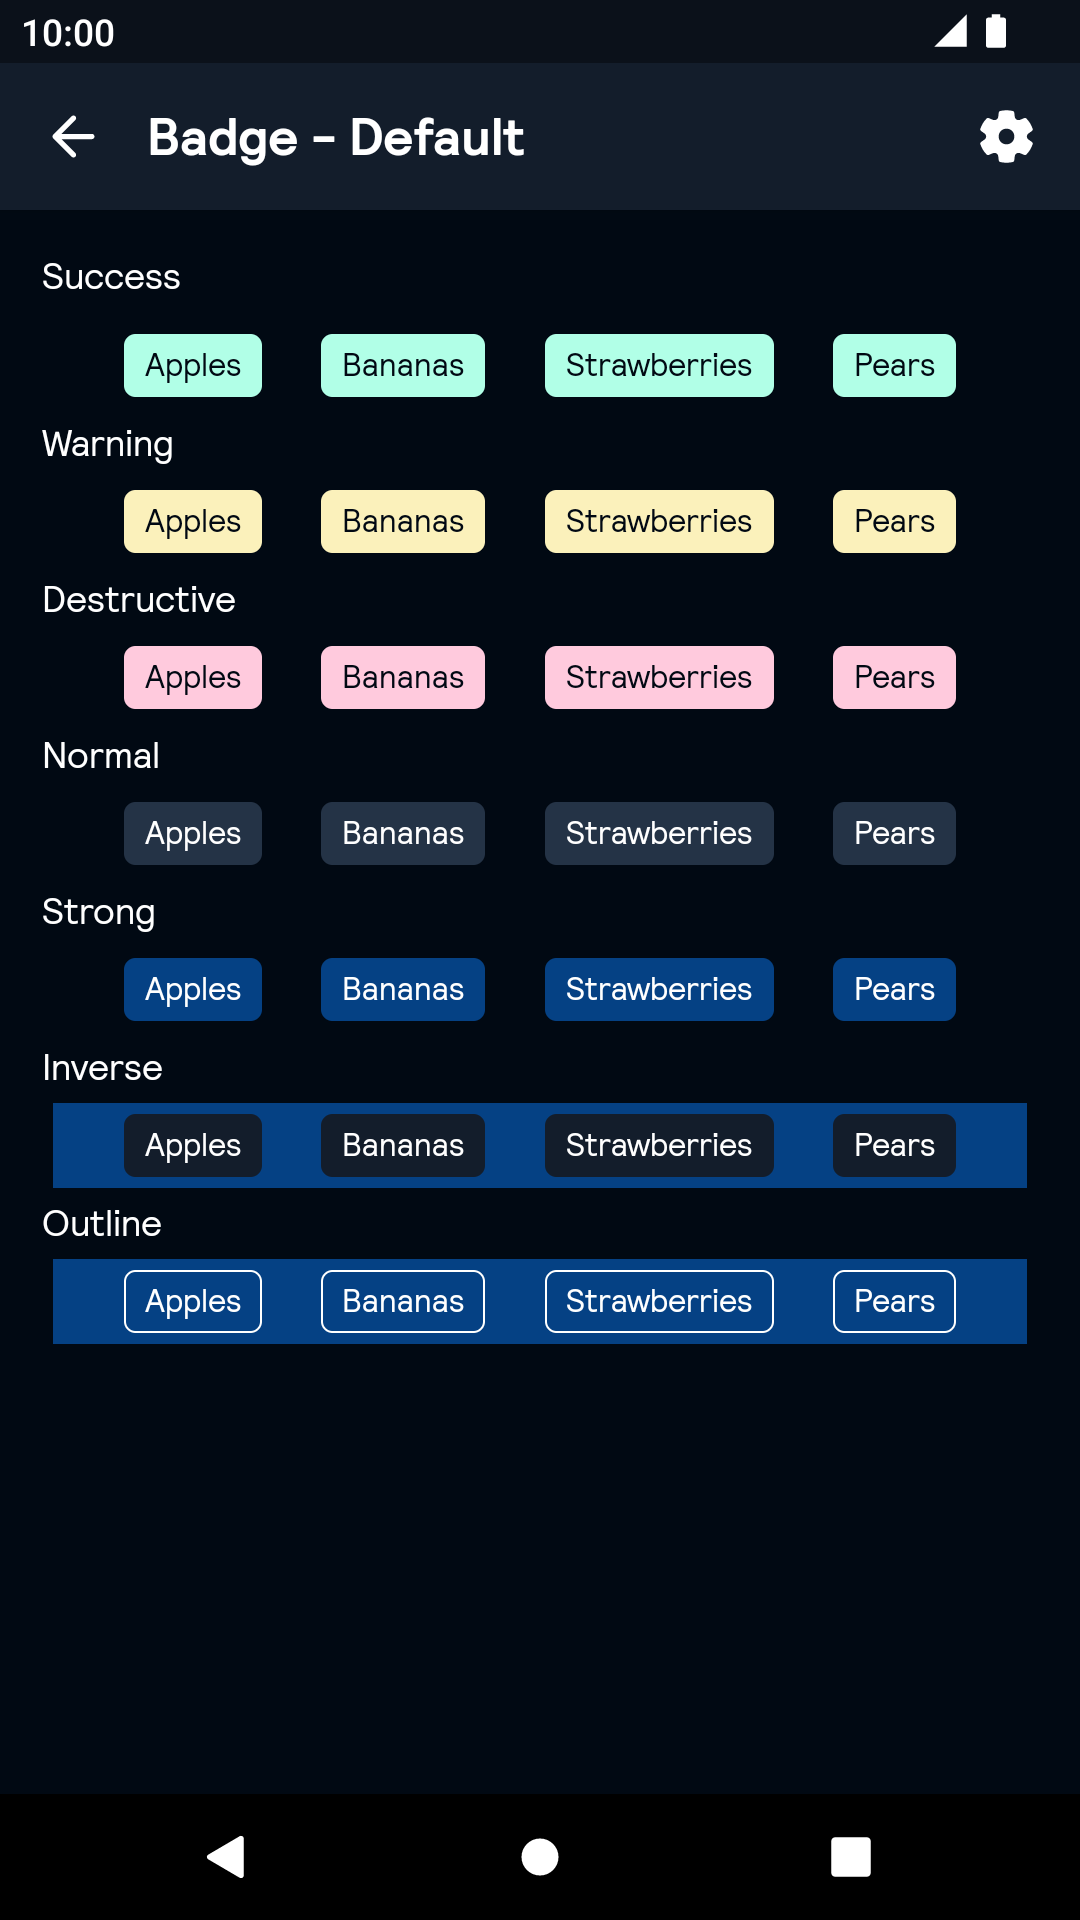 10:00
Badge - Default
Success
Apples Bananas Strawberries Pears
Warning
Apples Bananas Strawberries Pears
Destructive
Apples Bananas Strawberries Pears
Normal
Apples Bananas Strawberries Pears
Strong
Apples Bananas Strawberries Pears
Inverse
Apples Bananas Strawberries Pears
Outline
Apples Bananas Strawberries Pears